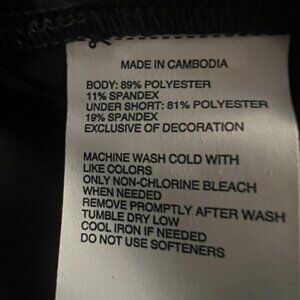 MADE IN CAMBODIA
BODY: 89% POLYESTER
11% SPANDEX
UNDER SHORT: 81% POLYESTER
19% SPANDEX
EXCLUSIVE OF DECORATION
MACHINE WASH COLD WITH
LIKE COLORS
ONLY NON-CHLORINE BLEACH
WHEN NEEDED
REMOVE PROMPTLY AFTER WASH
TUMBLE DRY LOW
COOL IRON IF NEEDED
DO NOT USE SOFTENERS